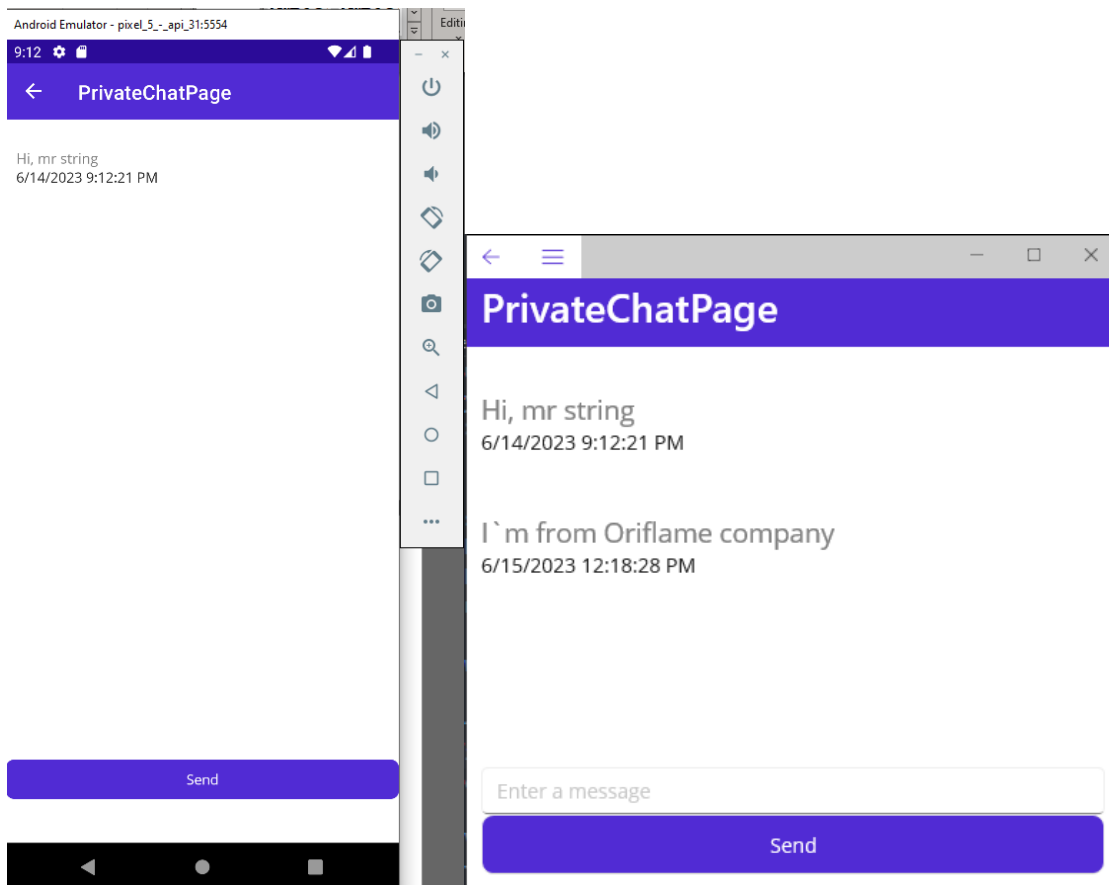 Android Emulator - pixel_5_-_api_31:5554
9:12
PrivateChatPage
Hi, mr string
6/14/2023 9:12:21 PM
Send
PrivateChatPage
Hi, mr string
6/14/2023 9:12:21 PM
I`m from Oriflame company
6/15/2023 12:18:28 PM
Enter a message
Send